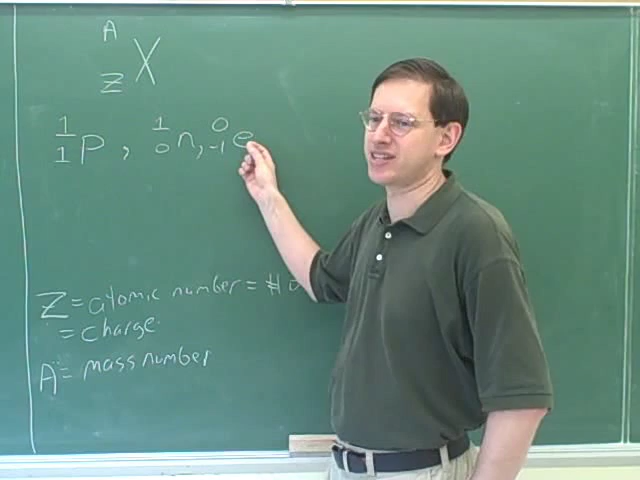 A
Z X
1
1 p , 1
0 n, 0
-1 e
Z = atomic number = #
= charge
A = mass number